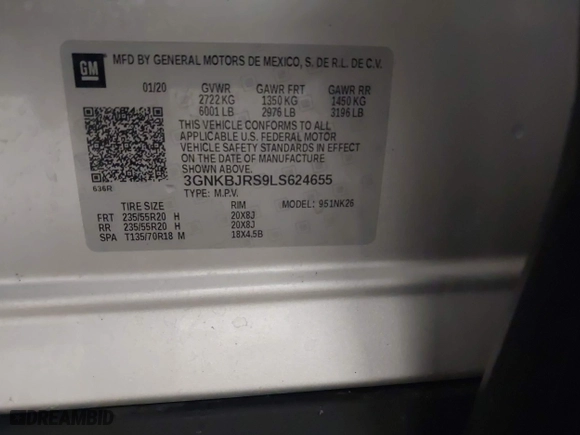 GM
MFD BY GENERAL MOTORS DE MEXICO, S. DE R.L. DE C.V.
01/20 GVWR GAWR FRT GAWR RR
2722 KG 1350 KG 1450 KG
6001 LB 2976 LB 3196 LB
THIS VEHICLE CONFORMS TO ALL
APPLICABLE U.S. FEDERAL MOTOR
VEHICLE SAFETY STANDARDS IN EFFECT
ON THE DATE OF MANUFACTURE
SHOWN ABOVE.
636R
3GNKBJRS9LS624655
TYPE: M.P.V. MODEL: 951NK26
TIRE SIZE RIM
FRT 235/55R20 H 20X8J
RR 235/55R20 H 20X8J
SPA T135/70R18 M 18X4.5B
DREAMBID